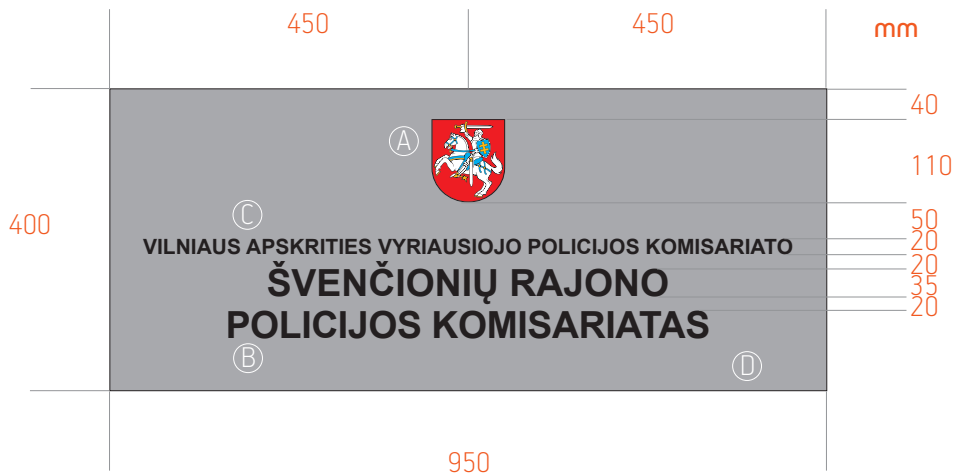 450 450 mm
40
A
110
400
C
50
20
VILNIAUS APSKRITIES VYRIAUSIOJO POLICIJOS KOMISARIATO
20
ŠVENČIONIŲ RAJONO
35
20
POLICIJOS KOMISARIATAS
B D
950